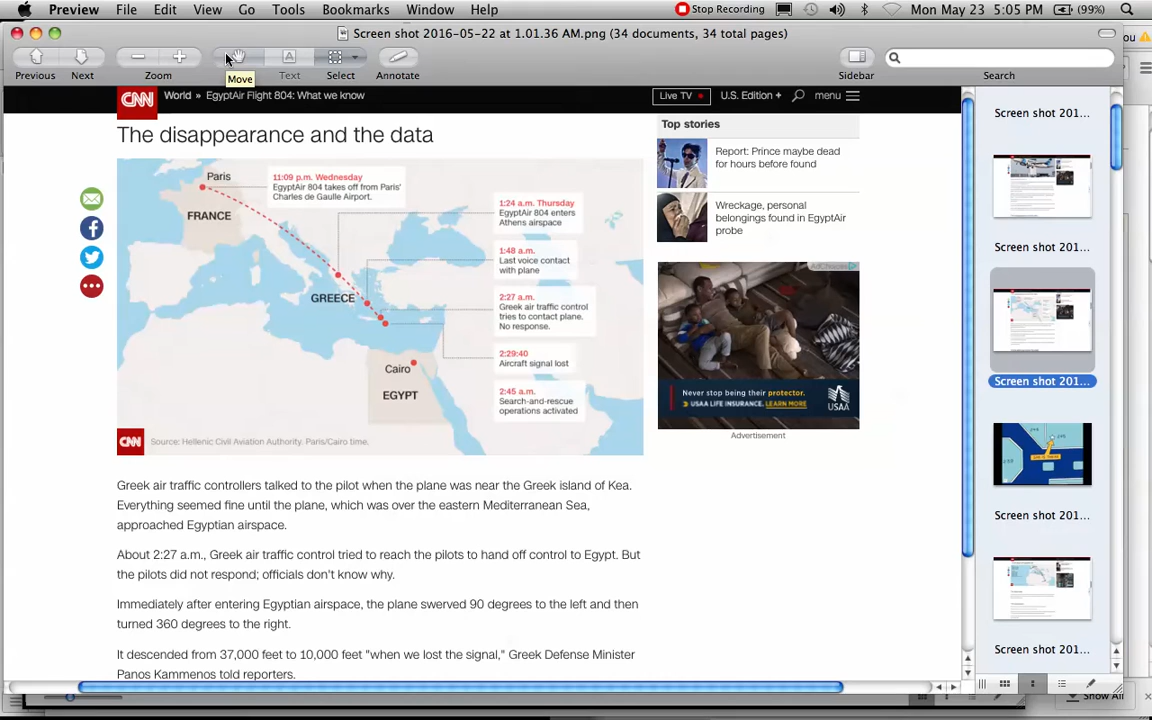 Preview File Edit View Go Tools Bookmarks Window Help Stop Recording Mon May 23 5:05 PM (99%)
Screen shot 2016-05-22 at 1.01.36 AM.png (34 documents, 34 total pages)
Previous Next Zoom Move Text Select Annotate Sidebar Search
Move
CNN World » EgyptAir Flight 804: What we know Live TV U.S. Edition + menu
The disappearance and the data
Paris
FRANCE
11:09 p.m. Wednesday
EgyptAir 804 takes off from Paris'
Charles de Gaulle Airport.
1:24 a.m. Thursday
EgyptAir 804 enters
Athens airspace
1:48 a.m.
Last voice contact
with plane
GREECE
2:27 a.m.
Greek air traffic control
tries to contact plane.
No response.
2:29:40
Aircraft signal lost
Cairo
EGYPT
2:45 a.m.
Search-and-rescue
operations activated
CNN Source: Hellenic Civil Aviation Authority. Paris/Cairo time.
Greek air traffic controllers talked to the pilot when the plane was near the Greek island of Kea.
Everything seemed fine until the plane, which was over the eastern Mediterranean Sea,
approached Egyptian airspace.
About 2:27 a.m., Greek air traffic control tried to reach the pilots to hand off control to Egypt. But
the pilots did not respond; officials don't know why.
Immediately after entering Egyptian airspace, the plane swerved 90 degrees to the left and then
turned 360 degrees to the right.
It descended from 37,000 feet to 10,000 feet "when we lost the signal," Greek Defense Minister
Panos Kammenos told reporters.
Top stories
Report: Prince maybe dead
for hours before found
Wreckage, personal
belongings found in EgyptAir
probe
AdChoices
Never stop being their protector.
USAA LIFE INSURANCE. LEARN MORE
USAA
Advertisement
Screen shot 201...
Screen shot 201...
Screen shot 201...
Screen shot 201...
Screen shot 201...
Show All